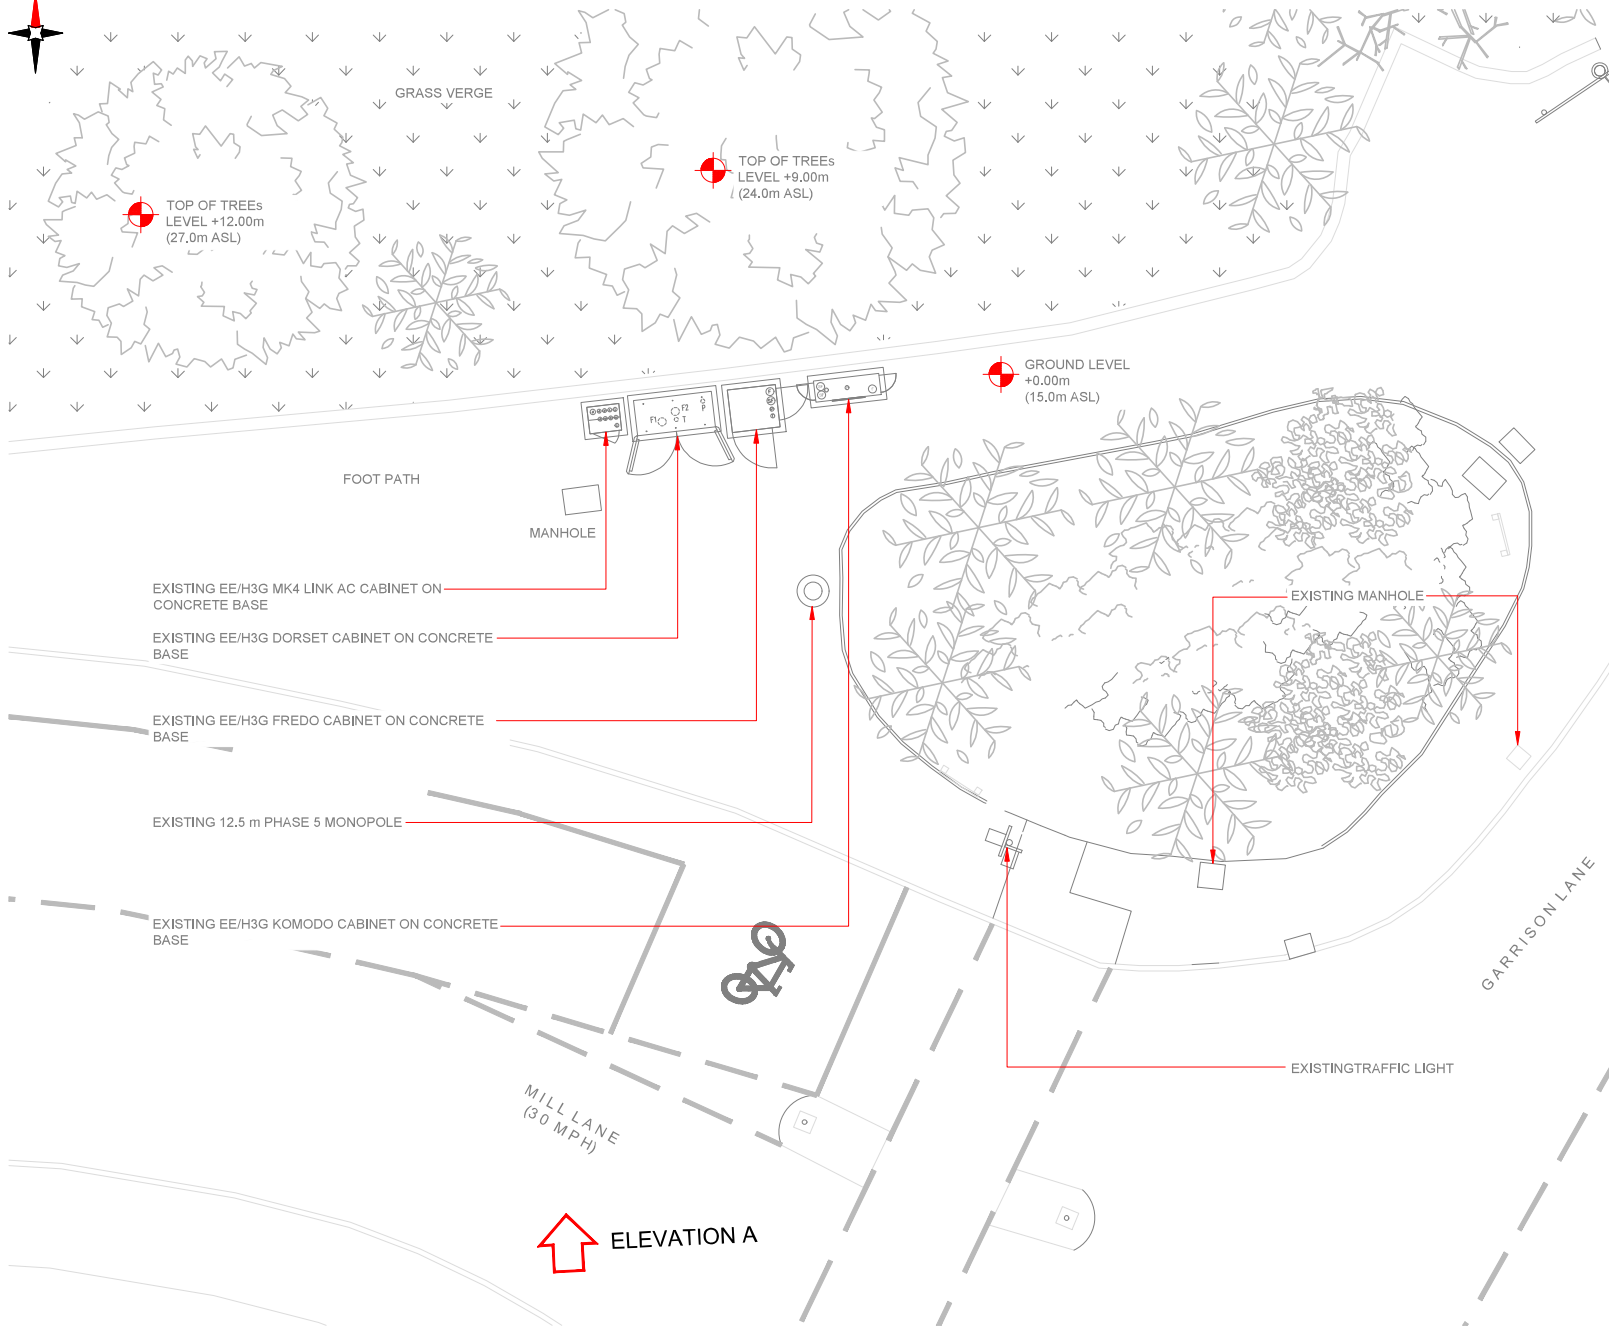 GRASS VERGE
TOP OF TREEs
LEVEL +9.00m
(24.0m ASL)
TOP OF TREEs
LEVEL +12.00m
(27.0m ASL)
GROUND LEVEL
+0.00m
(15.0m ASL)
F1
F2
T
P
FOOT PATH
MANHOLE
EXISTING EE/H3G MK4 LINK AC CABINET ON
CONCRETE BASE
EXISTING MANHOLE
EXISTING EE/H3G DORSET CABINET ON CONCRETE
BASE
EXISTING EE/H3G FREDO CABINET ON CONCRETE
BASE
EXISTING 12.5 m PHASE 5 MONOPOLE
EXISTING EE/H3G KOMODO CABINET ON CONCRETE
BASE
GARRISON LANE
EXISTINGTRAFFIC LIGHT
MILL LANE
(30 MPH)
ELEVATION A